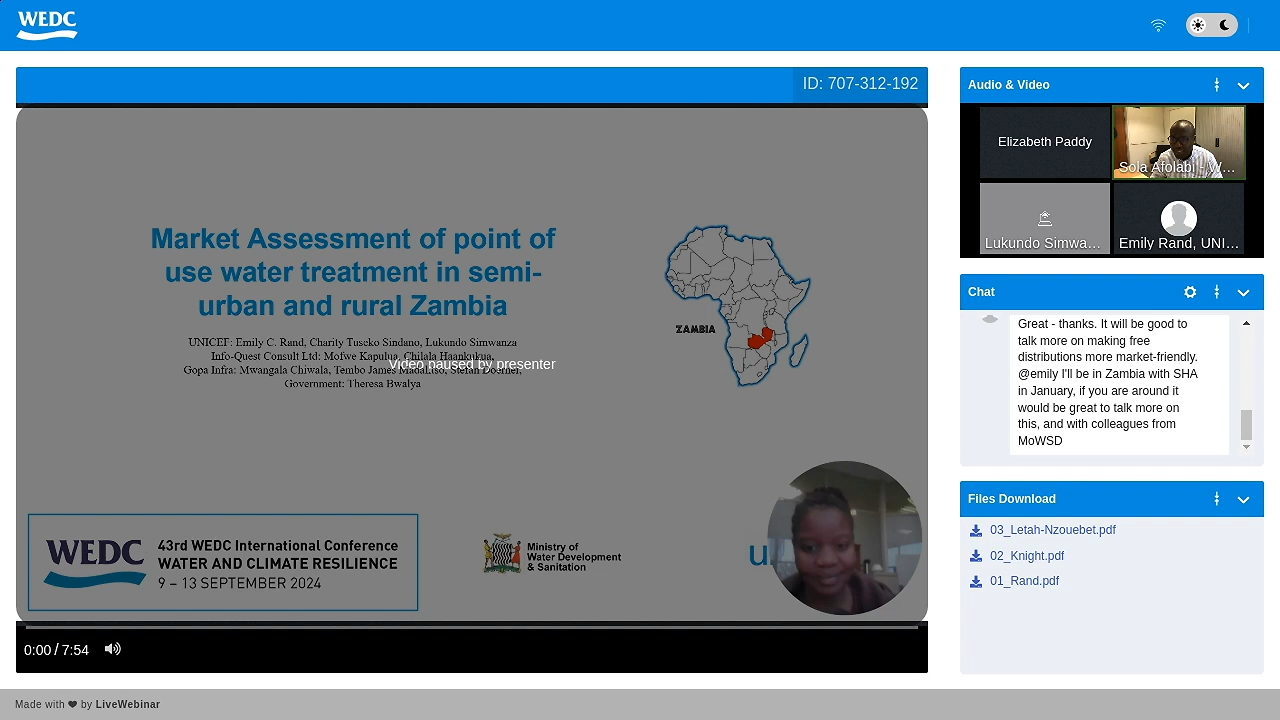 WEDC
ID: 707-312-192
Market Assessment of point of
use water treatment in semi-
urban and rural Zambia
UNICEF: Emily C. Rand, Charity Tuseko Sindano, Lukundo Simwanza
Info-Quest Consult Ltd: Mofwe Kapulua, Chilala Haankukua,
Gopa Infra: Mwangala Chiwala, Tembo James
Government: Theresa Bwalya
Video paused by presenter
ZAMBIA
WEDC
43rd WEDC International Conference
WATER AND CLIMATE RESILIENCE
9 – 13 SEPTEMBER 2024
Ministry of
Water Development
& Sanitation
0:00 / 7:54
Audio & Video
Elizabeth Paddy
Sola Afolabi - W...
Lukundo Simwa...
Emily Rand, UNI...
Chat
Great - thanks. It will be good to
talk more on making free
distributions more market-friendly.
@emily I'll be in Zambia with SHA
in January, if you are around it
would be great to talk more on
this, and with colleagues from
MoWSD
Files Download
03_Letah-Nzouebet.pdf
02_Knight.pdf
01_Rand.pdf
Made with by LiveWebinar